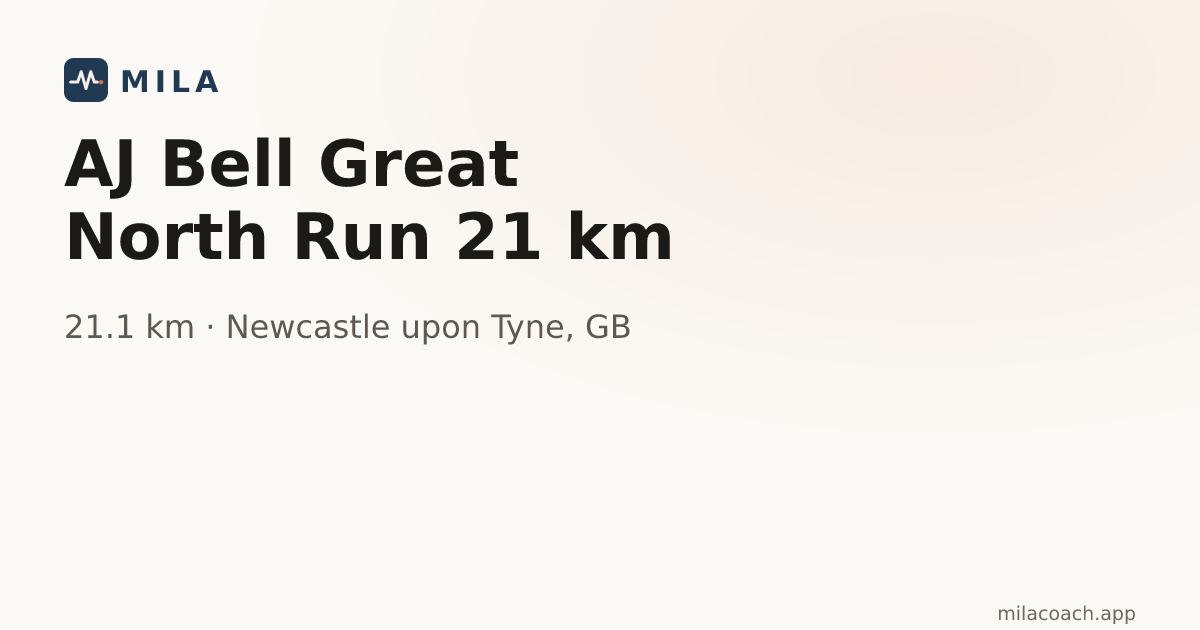 MILA
AJ Bell Great
North Run 21 km
21.1 km · Newcastle upon Tyne, GB
milacoach.app